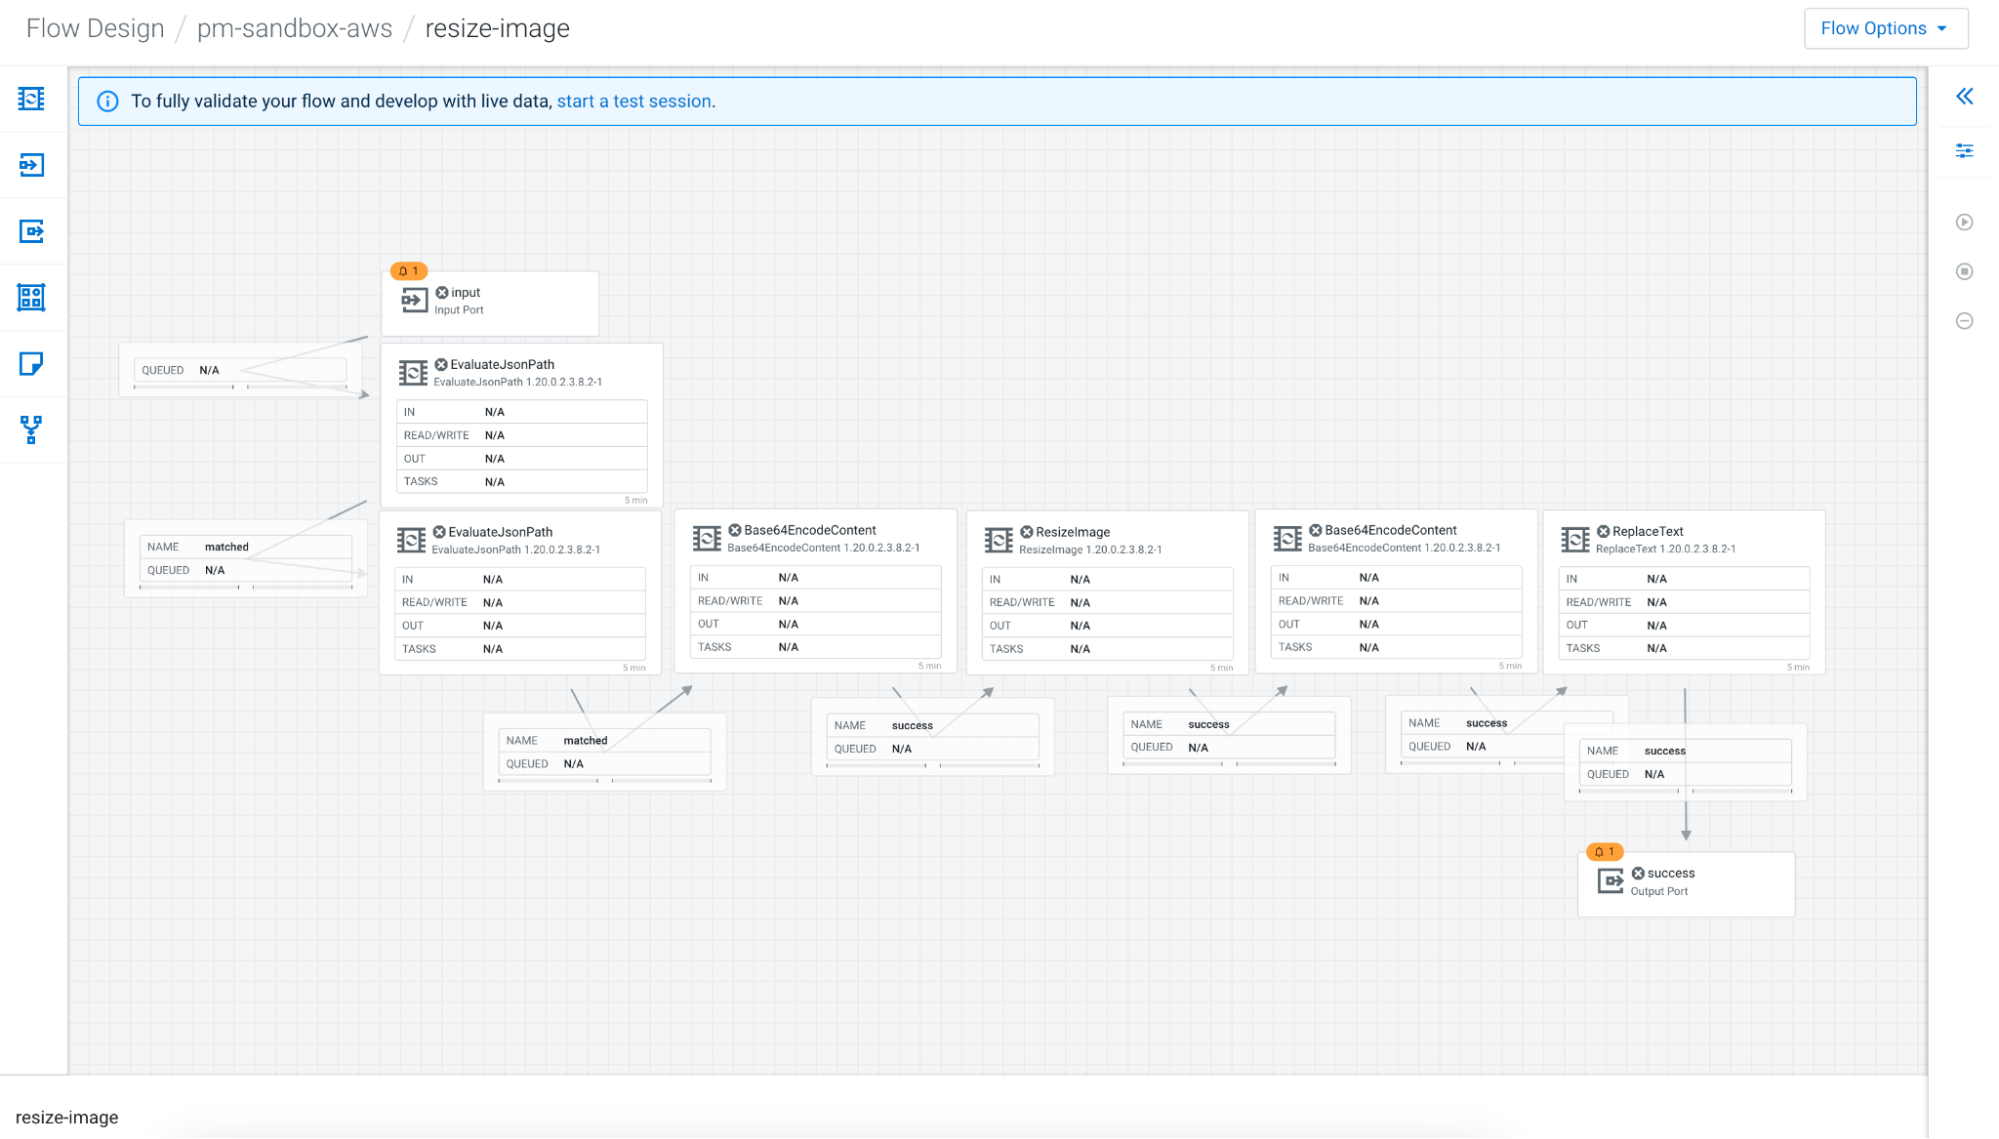 Flow Design / pm-sandbox-aws / resize-image
Flow Options
To fully validate your flow and develop with live data, start a test session.
1
input
Input Port
QUEUED N/A
EvaluateJsonPath
EvaluateJsonPath 1.20.0.2.3.8.2-1
IN N/A
READ/WRITE N/A
OUT N/A
TASKS N/A
5 min
NAME matched
QUEUED N/A
EvaluateJsonPath
EvaluateJsonPath 1.20.0.2.3.8.2-1
IN N/A
READ/WRITE N/A
OUT N/A
TASKS N/A
5 min
Base64EncodeContent
Base64EncodeContent 1.20.0.2.3.8.2-1
IN N/A
READ/WRITE N/A
OUT N/A
TASKS N/A
5 min
ResizeImage
ResizeImage 1.20.0.2.3.8.2-1
IN N/A
READ/WRITE N/A
OUT N/A
TASKS N/A
5 min
Base64EncodeContent
Base64EncodeContent 1.20.0.2.3.8.2-1
IN N/A
READ/WRITE N/A
OUT N/A
TASKS N/A
5 min
ReplaceText
ReplaceText 1.20.0.2.3.8.2-1
IN N/A
READ/WRITE N/A
OUT N/A
TASKS N/A
5 min
NAME matched
QUEUED N/A
NAME success
QUEUED N/A
NAME success
QUEUED N/A
NAME success
QUEUED N/A
NAME success
QUEUED N/A
1
success
Output Port
resize-image